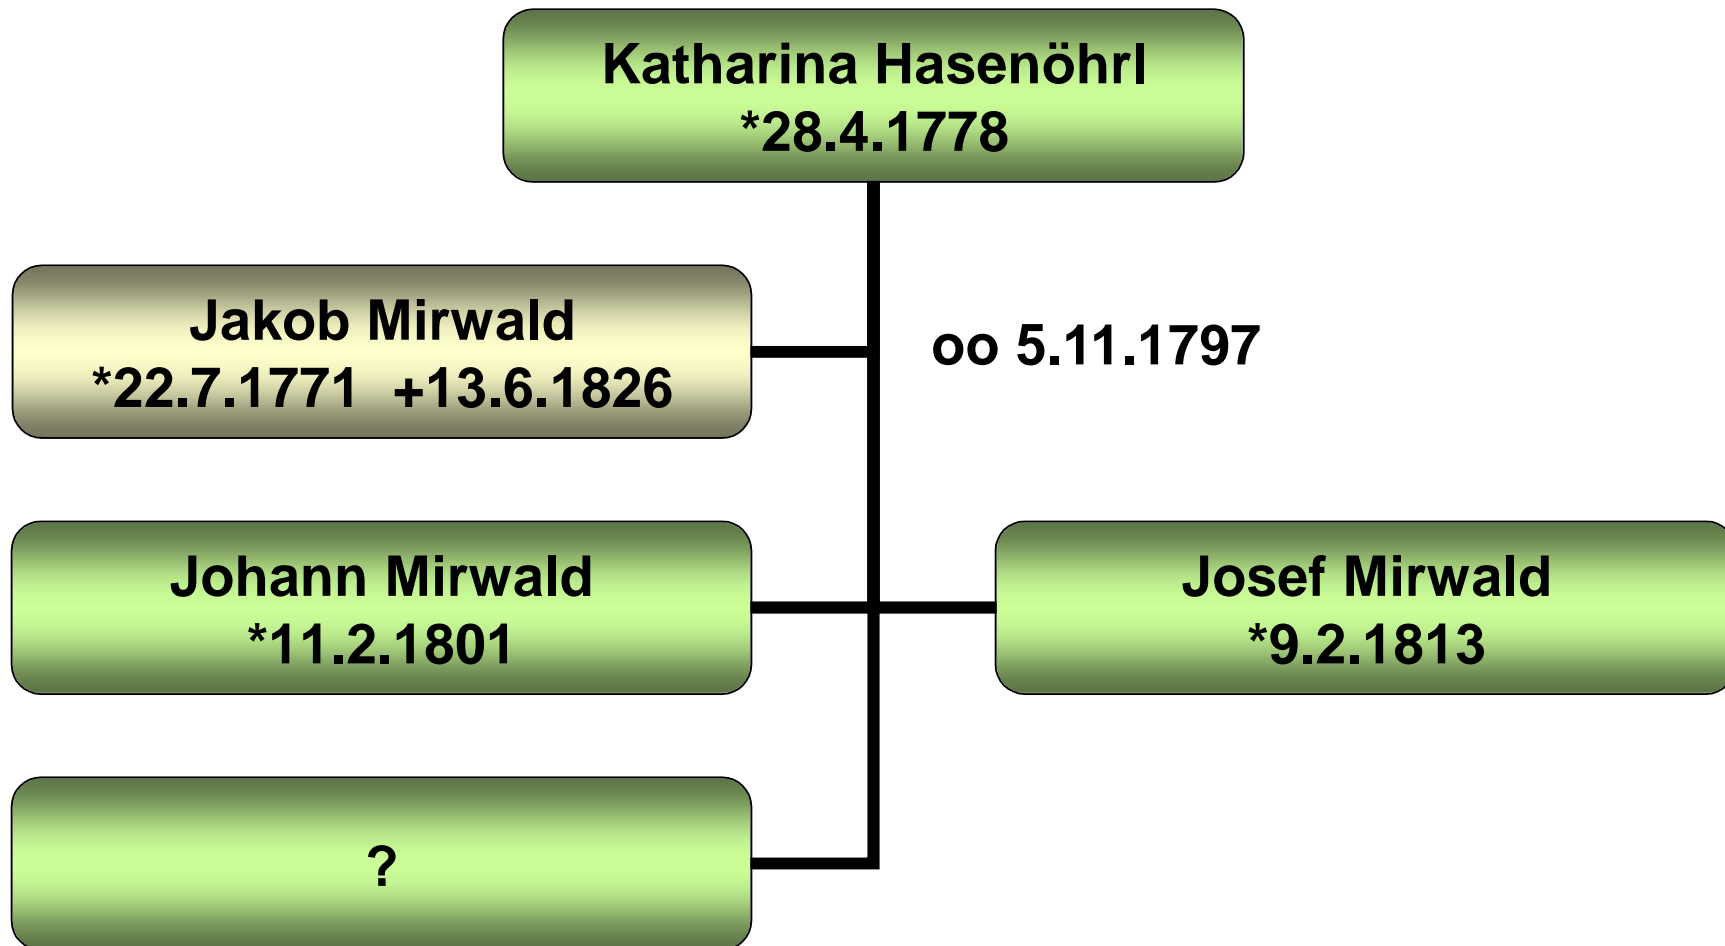 Katharina Hasenöhrl
*28.4.1778
Jakob Mirwald
*22.7.1771  +13.6.1826
oo 5.11.1797
Johann Mirwald
*11.2.1801
Josef Mirwald
*9.2.1813
?